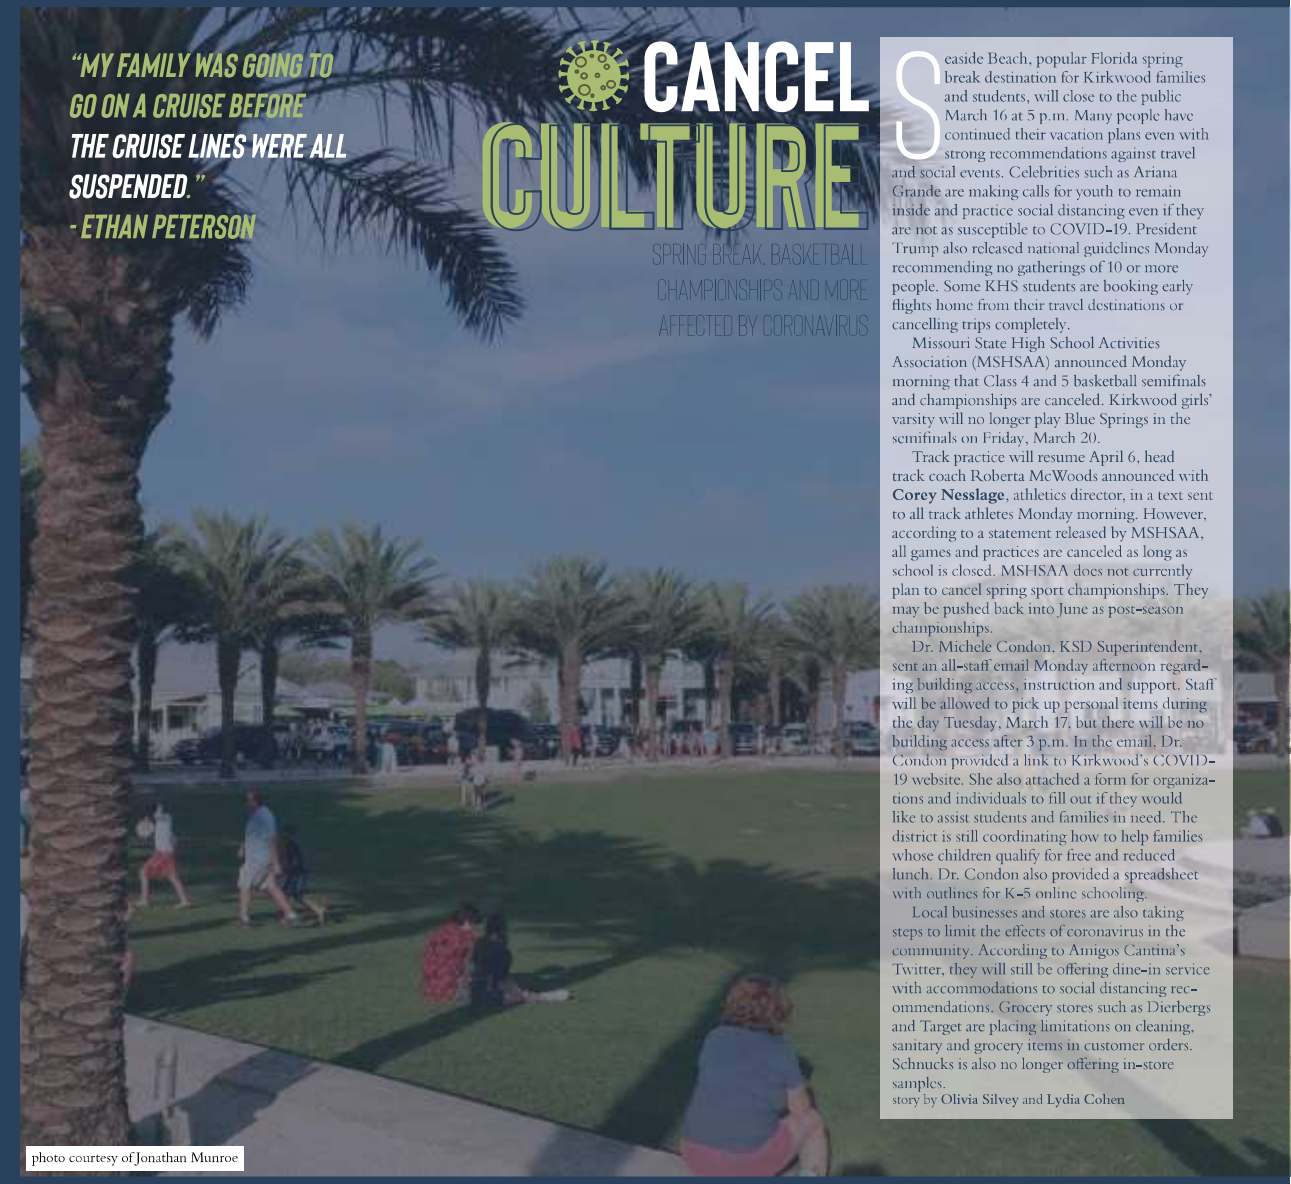 “MY FAMILY WAS GOING TO
GO ON A CRUISE BEFORE
THE CRUISE LINES WERE ALL
SUSPENDED.”
- ETHAN PETERSON
CANCEL
CULTURE
SPRING BREAK, BASKETBALL
CHAMPIONSHIPS AND MORE
AFFECTED BY CORONAVIRUS
Seaside Beach, popular Florida spring
break destination for Kirkwood families
and students, will close to the public
March 16 at 5 p.m. Many people have
continued their vacation plans even with
strong recommendations against travel
and social events. Celebrities such as Ariana
Grande are making calls for youth to remain
inside and practice social distancing even if they
are not as susceptible to COVID-19. President
Trump also released national guidelines Monday
recommending no gatherings of 10 or more
people. Some KHS students are booking early
flights home from their travel destinations or
cancelling trips completely.
Missouri State High School Activities
Association (MSHSAA) announced Monday
morning that Class 4 and 5 basketball semifinals
and championships are canceled. Kirkwood girls’
varsity will no longer play Blue Springs in the
semifinals on Friday, March 20.
Track practice will resume April 6, head
track coach Roberta McWoods announced with
Corey Nesslage, athletics director, in a text sent
to all track athletes Monday morning. However,
according to a statement released by MSHSAA,
all games and practices are canceled as long as
school is closed. MSHSAA does not currently
plan to cancel spring sport championships. They
may be pushed back into June as post-season
championships.
Dr. Michele Condon, KSD Superintendent,
sent an all-staff email Monday afternoon regard-
ing building access, instruction and support. Staff
will be allowed to pick up personal items during
the day Tuesday, March 17, but there will be no
building access after 3 p.m. In the email, Dr.
Condon provided a link to Kirkwood’s COVID-
19 website. She also attached a form for organiza-
tions and individuals to fill out if they would
like to assist students and families in need. The
district is still coordinating how to help families
whose children qualify for free and reduced
lunch. Dr. Condon also provided a spreadsheet
with outlines for K-5 online schooling.
Local businesses and stores are also taking
steps to limit the effects of coronavirus in the
community. According to Amigos Cantina’s
Twitter, they will still be offering dine-in service
with accommodations to social distancing rec-
ommendations. Grocery stores such as Dierbergs
and Target are placing limitations on cleaning,
sanitary and grocery items in customer orders.
Schnucks is also no longer offering in-store
samples.
story by Olivia Silvey and Lydia Cohen
photo courtesy of Jonathan Munroe